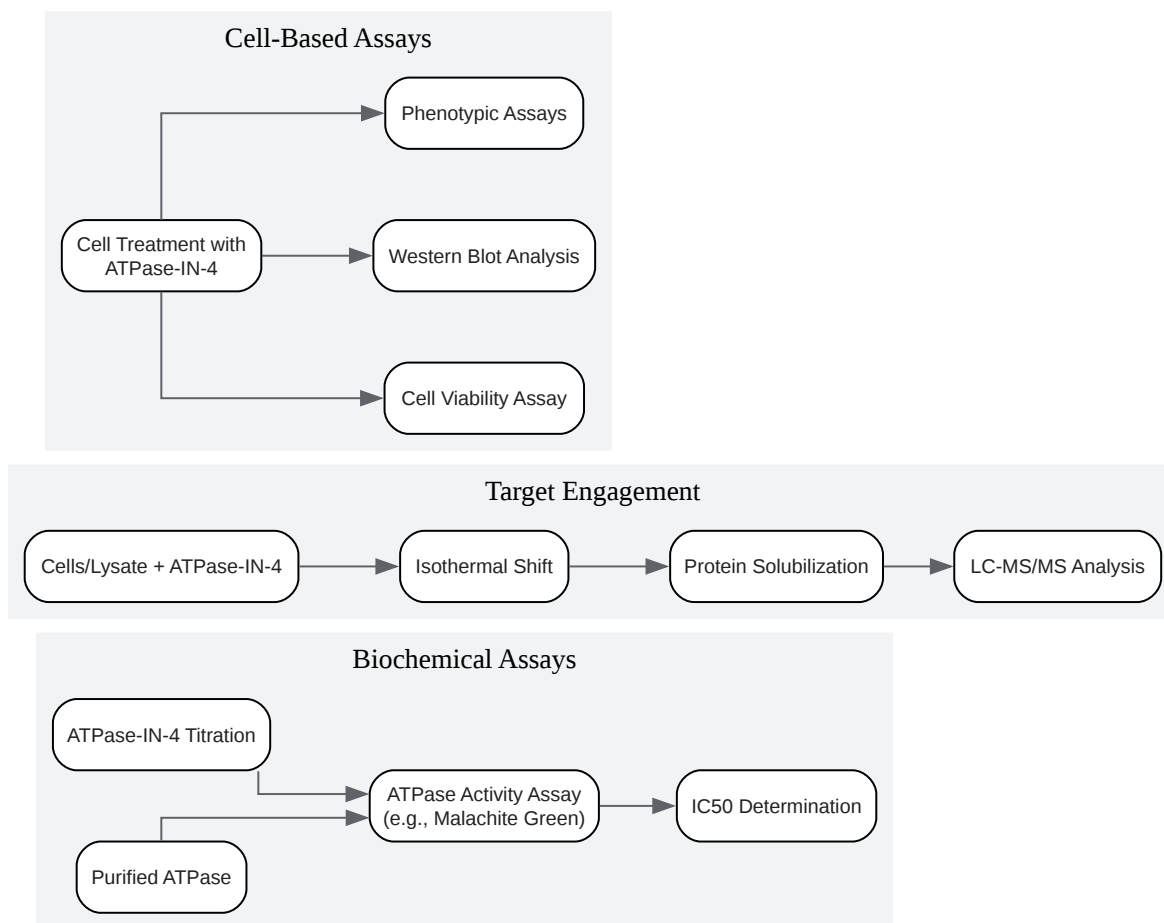 Cell-Based Assays
Phenotypic Assays
Cell Treatment with
ATPase-IN-4
Western Blot Analysis
Cell Viability Assay
Target Engagement
Cells/Lysate + ATPase-IN-4
Isothermal Shift
Protein Solubilization
LC-MS/MS Analysis
Biochemical Assays
ATPase-IN-4 Titration
ATPase Activity Assay
(e.g., Malachite Green)
IC50 Determination
Purified ATPase